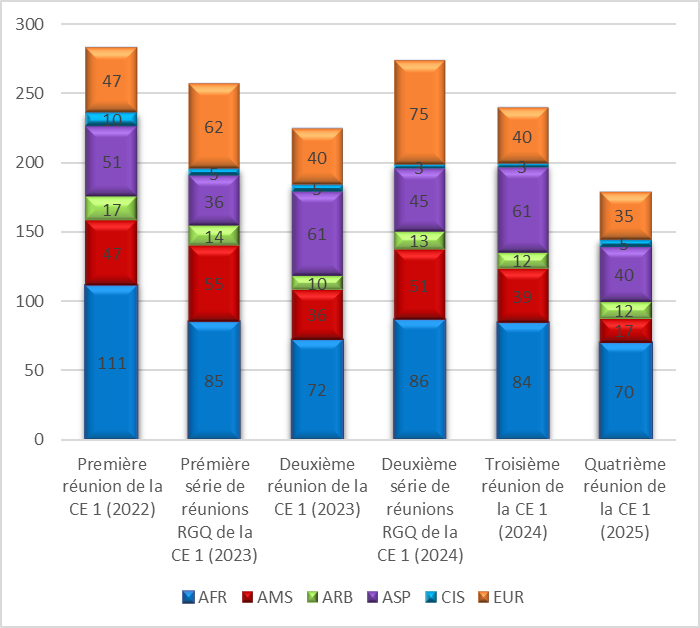 300
250
200
150
100
50
0
47
10
51
17
47
111
62
5
36
14
55
85
40
5
61
10
36
72
75
3
45
13
51
86
40
3
61
12
39
84
35
5
40
12
17
70
Première
réunion de la
CE 1 (2022)
Prémière
série de
réunions
RGQ de la
CE 1 (2023)
Deuxième
réunion de la
CE 1 (2023)
Deuxième
série de
réunions
RGQ de la
CE 1 (2024)
Troisième
réunion de
la CE 1
(2024)
Quatrième
réunion de
la CE 1
(2025)
AFR AMS ARB ASP CIS EUR